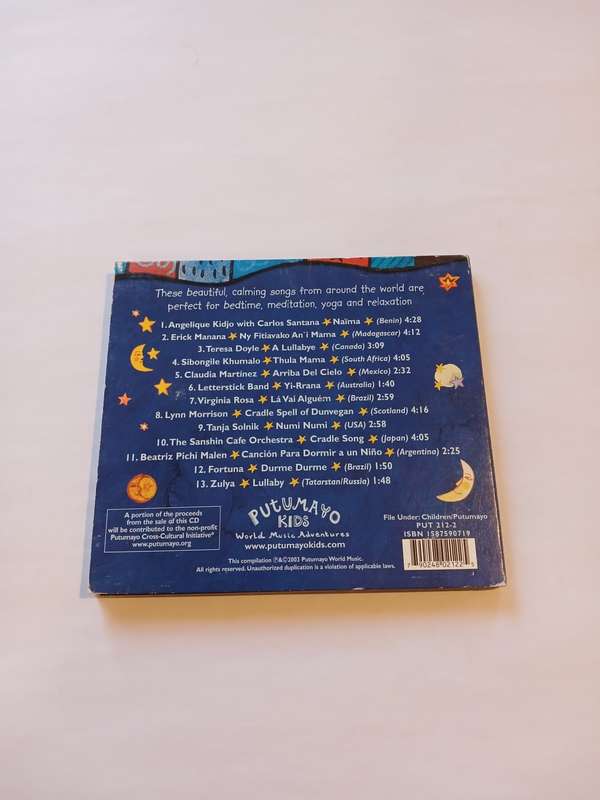 These beautiful, calming songs from around the world are
perfect for bedtime, meditation, yoga and relaxation
1. Angelique Kidjo with Carlos Santana ★ Naïma ★ (Benin) 4:28
2. Erick Manana ★ Ny Fitiavako An'i Mama ★ (Madagascar) 4:12
3. Teresa Doyle ★ A Lullabye ★ (Canada) 3:09
4. Sibongile Khumalo ★ Thula Mama ★ (South Africa) 4:05
5. Claudia Martínez ★ Arriba Del Cielo ★ (Mexico) 2:32
6. Letterstick Band ★ Yi-Rrana ★ (Australia) 1:40
7. Virginia Rosa ★ Lá Vai Alguém ★ (Brazil) 2:59
8. Lynn Morrison ★ Cradle Spell of Dunvegan ★ (Scotland) 4:16
9. Tanja Solnik ★ Numi Numi ★ (USA) 2:58
10. The Sanshin Cafe Orchestra ★ Cradle Song ★ (Japan) 4:05
11. Beatriz Pichi Malen ★ Canción Para Dormir a un Niño ★ (Argentina) 2:25
12. Fortuna ★ Durme Durme ★ (Brazil) 1:50
13. Zulya ★ Lullaby ★ (Tatarstan/Russia) 1:48
A portion of the proceeds
from the sale of this CD
will be contributed to the non-profit
Putumayo Cross-Cultural Initiative*
www.putumayo.org
PUTUMAYO
KIDS
World Music Adventures
www.putumayokids.com
This compilation ℗&©2003 Putumayo World Music.
All rights reserved. Unauthorized duplication is a violation of applicable laws.
File Under: Children/Putumayo
PUT 212-2
ISBN 1587590719
7 90248 02122 5